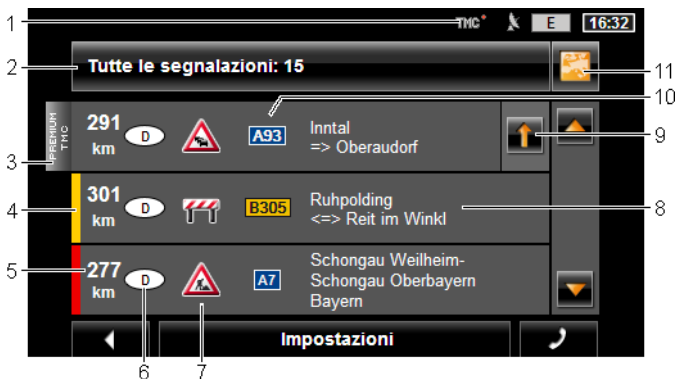 1
TMC
E
16:32
2
Tutte le segnalazioni: 15
11
10
3
PREMIUM
TMC
291
km
D
A93
Inntal
=> Oberaudorf
9
4
301
km
D
B305
Ruhpolding
<=> Reit im Winkl
8
5
277
km
D
A7
Schongau Weilheim-
Schongau Oberbayern
Bayern
Impostazioni
6
7